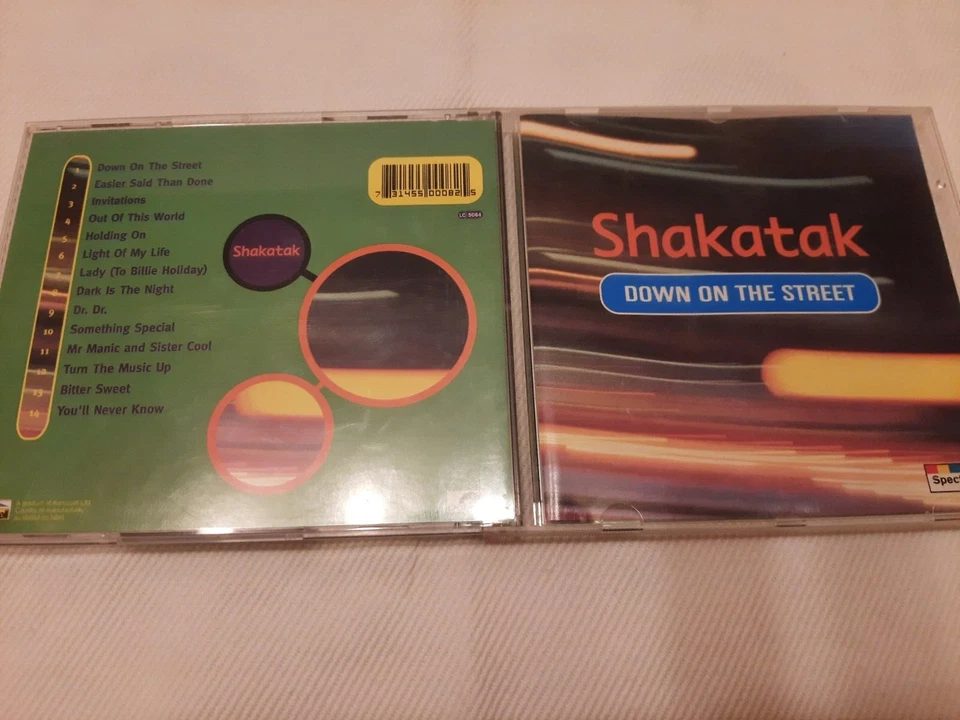 1 Down On The Street
2 Easier Said Than Done
3 Invitations
4 Out Of This World
5 Holding On
6 Light Of My Life
7 Lady (To Billie Holiday)
8 Dark Is The Night
9 Dr. Dr.
10 Something Special
11 Mr Manic and Sister Cool
12 Turn The Music Up
13 Bitter Sweet
14 You'll Never Know
7 31455 00082 5
LC 5064
Shakatak
Shakatak
DOWN ON THE STREET
Spect